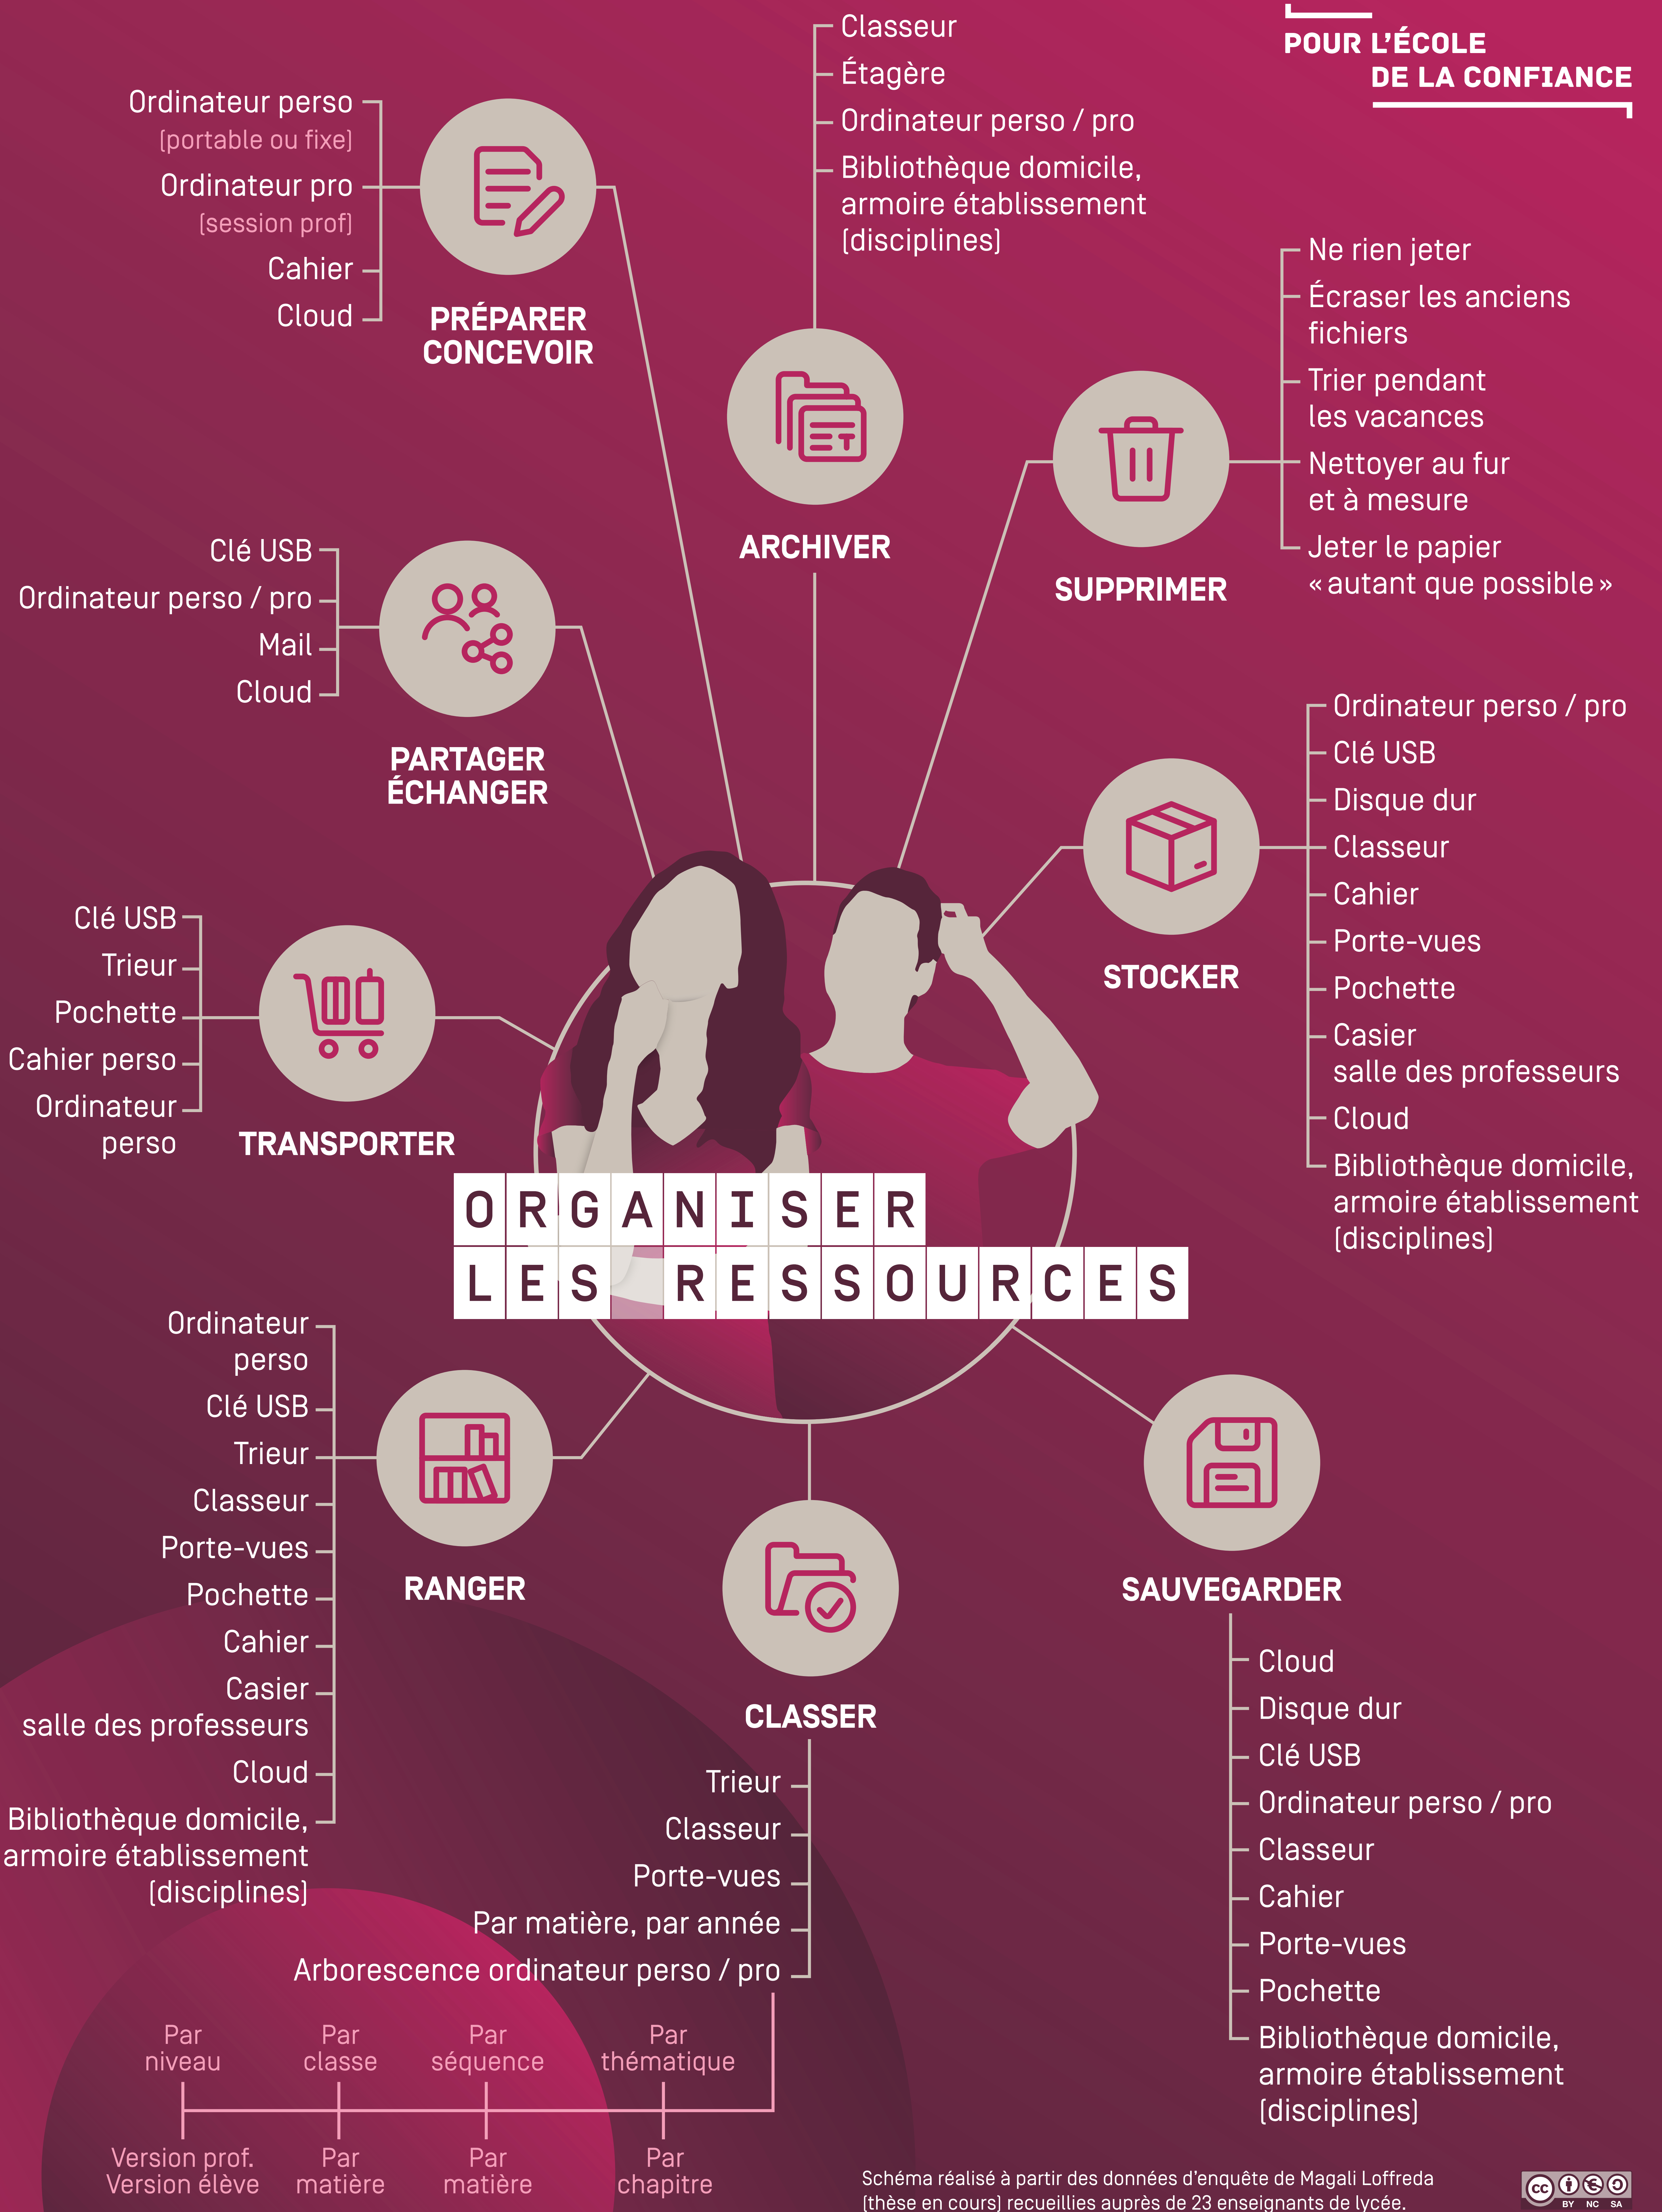 POUR L'ÉCOLE
DE LA CONFIANCE
Ordinateur perso
(portable ou fixe)
Ordinateur pro
(session prof)
Cahier
Cloud
PRÉPARER
CONCEVOIR
Classeur
Étagère
Ordinateur perso / pro
Bibliothèque domicile,
armoire établissement
(disciplines)
ARCHIVER
Ne rien jeter
Écraser les anciens
fichiers
Trier pendant
les vacances
Nettoyer au fur
et à mesure
Jeter le papier
« autant que possible »
SUPPRIMER
Clé USB
Ordinateur perso / pro
Mail
Cloud
PARTAGER
ÉCHANGER
Ordinateur perso / pro
Clé USB
Disque dur
Classeur
Cahier
Porte-vues
Pochette
Casier
salle des professeurs
Cloud
Bibliothèque domicile,
armoire établissement
(disciplines)
STOCKER
Clé USB
Trieur
Pochette
Cahier perso
Ordinateur
perso
TRANSPORTER
ORGANISER
LES RESSOURCES
Ordinateur
perso
Clé USB
Trieur
Classeur
Porte-vues
Pochette
Cahier
Casier
salle des professeurs
Cloud
Bibliothèque domicile,
armoire établissement
(disciplines)
RANGER
CLASSER
Trieur
Classeur
Porte-vues
Par matière, par année
Arborescence ordinateur perso / pro
Par
niveau
Par
classe
Par
séquence
Par
thématique
Version prof.
Version élève
Par
matière
Par
matière
Par
chapitre
SAUVEGARDER
Cloud
Disque dur
Clé USB
Ordinateur perso / pro
Classeur
Cahier
Porte-vues
Pochette
Bibliothèque domicile,
armoire établissement
(disciplines)
Schéma réalisé à partir des données d'enquête de Magali Loffreda
(thèse en cours) recueillies auprès de 23 enseignants de lycée.
cc BY NC SA